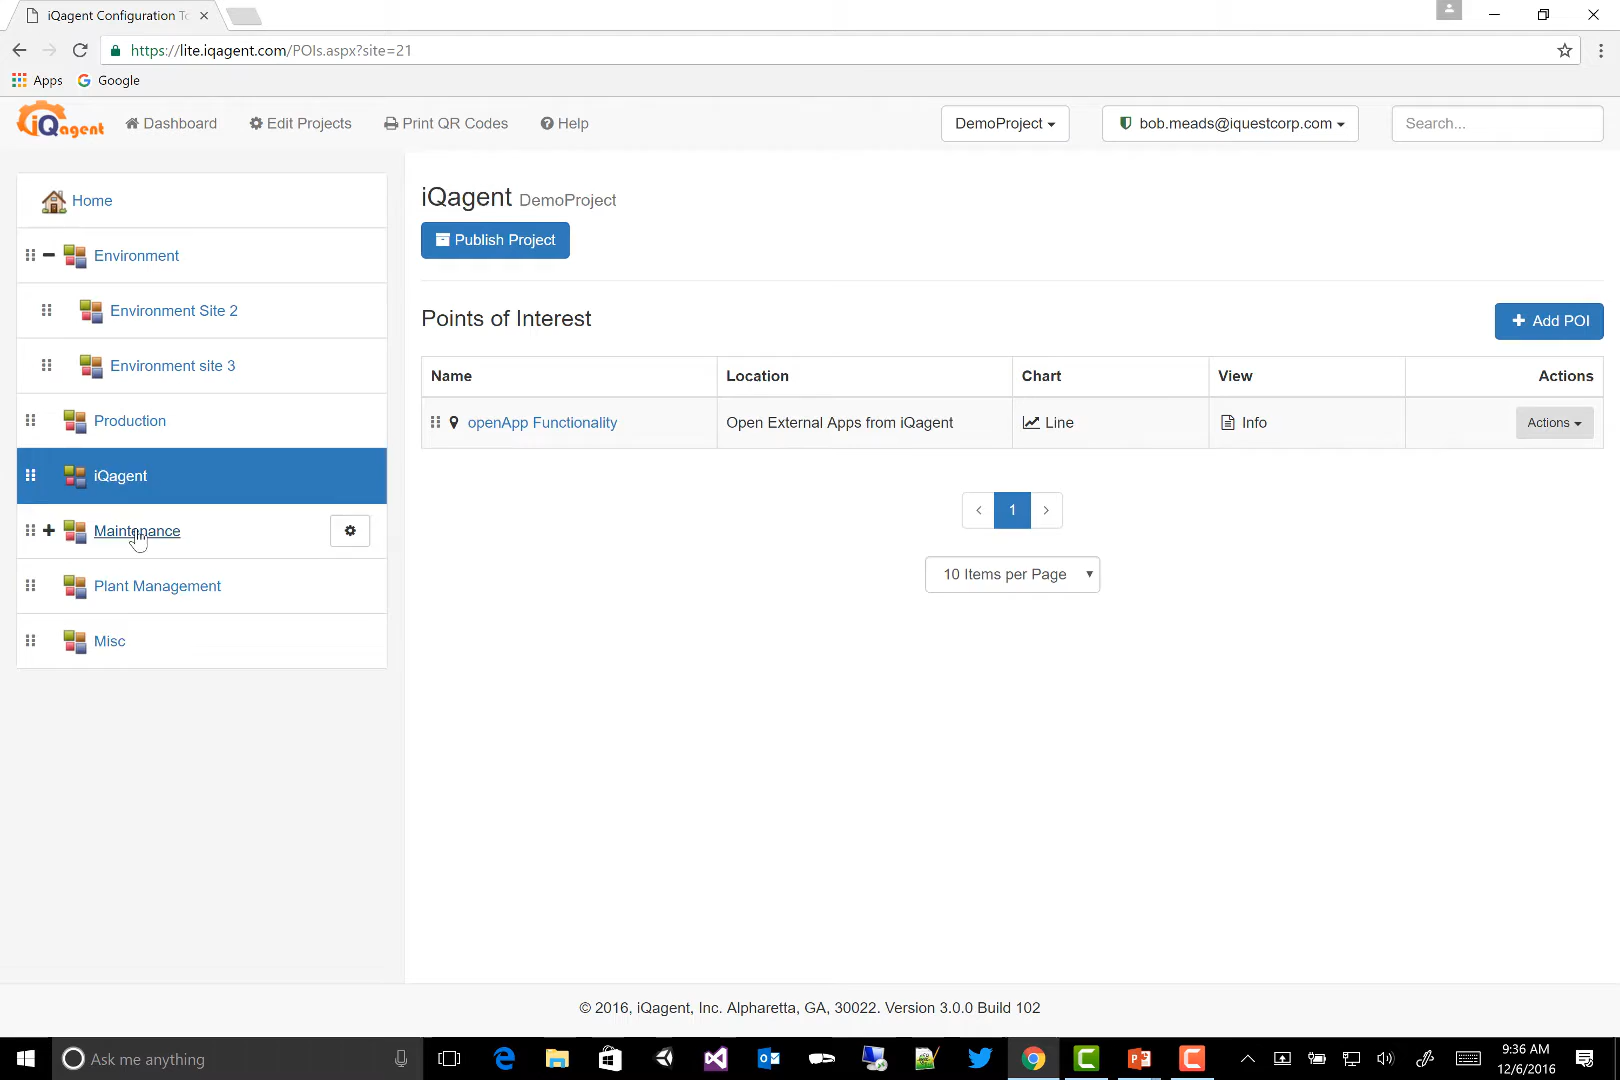 iQagent Configuration To
https://lite.iqagent.com/POIs.aspx?site=21
Apps
Google
iQagent
Dashboard
Edit Projects
Print QR Codes
Help
DemoProject
bob.meads@iquestcorp.com
Search...
Home
Environment
Environment Site 2
Environment site 3
Production
iQagent
Maintenance
Plant Management
Misc
iQagent DemoProject
Publish Project
Points of Interest
Add POI
Name Location Chart View Actions
openApp Functionality Open External Apps from iQagent Line Info Actions
< 1 >
10 Items per Page
© 2016, iQagent, Inc. Alpharetta, GA, 30022. Version 3.0.0 Build 102
Ask me anything
9:36 AM
12/6/2016